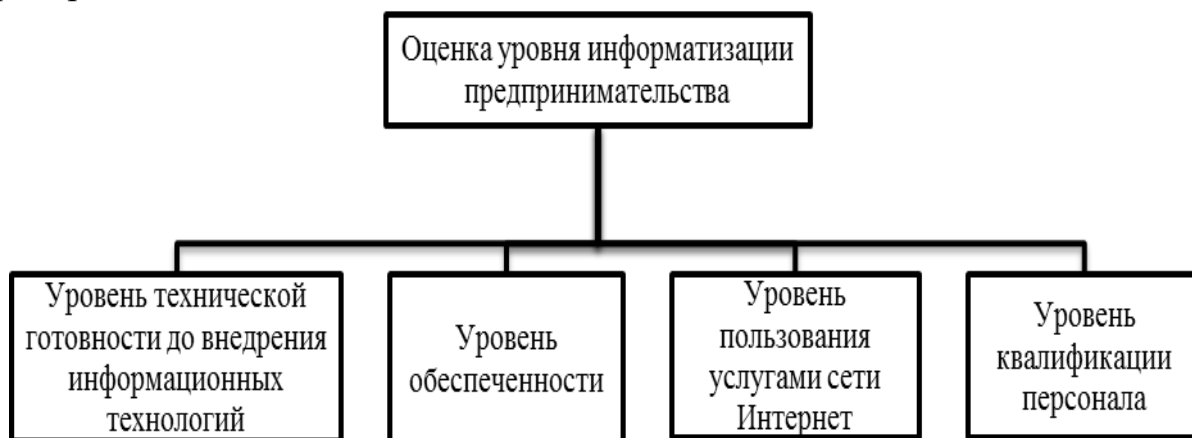 Оценка уровня информатизации
предпринимательства
Уровень технической
готовности до внедрения
информационных
технологий
Уровень
обеспеченности
Уровень
пользования
услугами сети
Интернет
Уровень
квалификации
персонала